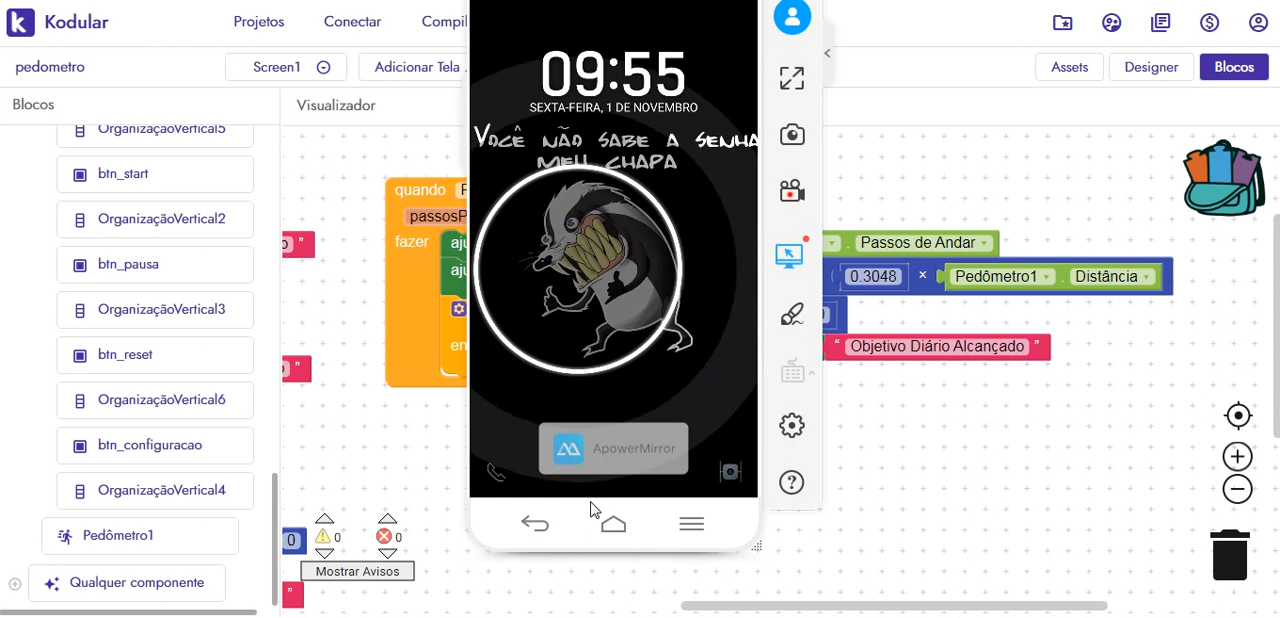 Kodular
Projetos
Conectar
Compil
pedometro
Screen1
Adicionar Tela
Assets
Designer
Blocos
Blocos
Visualizador
OrganizaçãoVertical5
btn_start
OrganizaçãoVertical2
btn_pausa
OrganizaçãoVertical3
btn_reset
OrganizaçãoVertical6
btn_configuracao
OrganizaçãoVertical4
Pedômetro1
Qualquer componente
quando
passosP
fazer
aju
aju
en
09:55
SEXTA-FEIRA, 1 DE NOVEMBRO
VOCÊ NÃO SABE A SENHA
MEU CHAPA
ApowerMirror
. Passos de Andar
0.3048 × Pedômetro1 . Distância
“ Objetivo Diário Alcançado ”
0
0
0
Mostrar Avisos